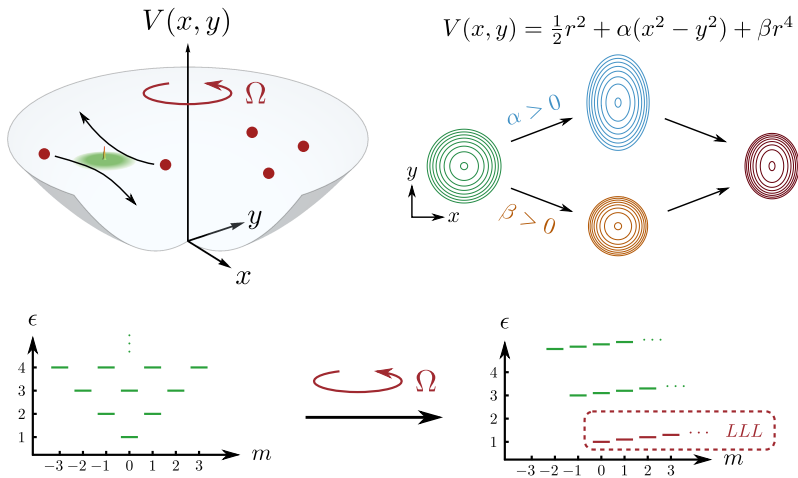 V(x, y)
Ω
y
x
V(x, y) = ½r² + α(x² − y²) + βr⁴
α > 0
β > 0
y
x
ϵ
4
3
2
1
−3 −2 −1 0 1 2 3
m
Ω
ϵ
4
3
2
1
LLL
−3 −2 −1 0 1 2 3
m